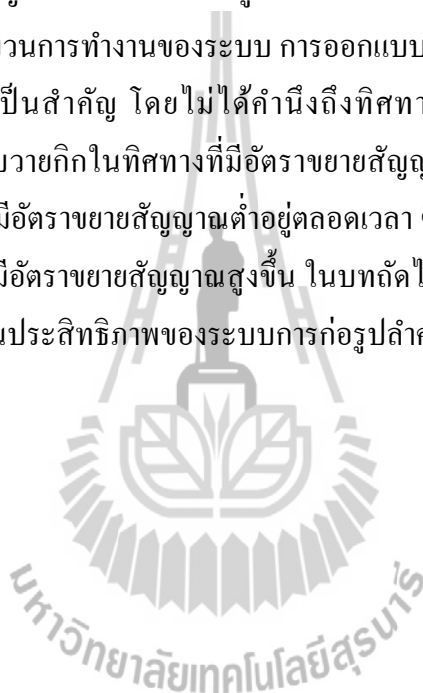 วนการทำงานของระบบ การออกแบบ
เป็นสำคัญ โดยไม่ได้คำนึงถึงทิศทา
บวายกิกในทิศทางที่มีอัตราขยายสัญญ
มีอัตราขยายสัญญาณต่ำอยู่ตลอดเวลา
มีอัตราขยายสัญญาณสูงขึ้น ในบทถัดไ
นประสิทธิภาพของระบบการก่อรูปลำค
มหาวิทยาลัยเทคโนโลยีสุรนารี